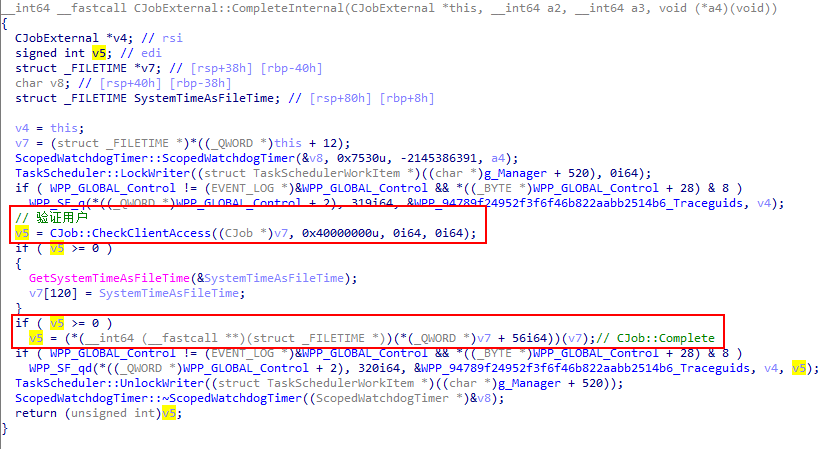 __int64 __fastcall CJobExternal::CompleteInternal(CJobExternal *this, __int64 a2, __int64 a3, void (*a4)(void))
{
CJobExternal *v4; // rsi
signed int v5; // edi
struct _FILETIME *v7; // [rsp+38h] [rbp-40h]
char v8; // [rsp+40h] [rbp-38h]
struct _FILETIME SystemTimeAsFileTime; // [rsp+80h] [rbp+8h]
v4 = this;
v7 = (struct _FILETIME *)*((_QWORD *)this + 12);
ScopedWatchdogTimer::ScopedWatchdogTimer(&v8, 0x7530u, -2145386391, a4);
TaskScheduler::LockWriter((struct TaskSchedulerWorkItem *)((char *)g_Manager + 520), 0i64);
if ( WPP_GLOBAL_Control != (EVENT_LOG *)&WPP_GLOBAL_Control && *((_BYTE *)WPP_GLOBAL_Control + 28) & 8 )
WPP_SF_q(*((_QWORD *)WPP_GLOBAL_Control + 2), 319i64, &WPP_94789f24952f3f6f46b822aabb2514b6_Traceguids, v4);
// 验证用户
v5 = CJob::CheckClientAccess((CJob *)v7, 0x40000000u, 0i64, 0i64);
if ( v5 >= 0 )
{
GetSystemTimeAsFileTime(&SystemTimeAsFileTime);
v7[120] = SystemTimeAsFileTime;
}
if ( v5 >= 0 )
v5 = (*(__int64 (__fastcall **)(struct _FILETIME *))(*(_QWORD *)v7 + 56i64))(v7);// CJob::Complete
if ( WPP_GLOBAL_Control != (EVENT_LOG *)&WPP_GLOBAL_Control && *((_BYTE *)WPP_GLOBAL_Control + 28) & 8 )
WPP_SF_qd(*((_QWORD *)WPP_GLOBAL_Control + 2), 320i64, &WPP_94789f24952f3f6f46b822aabb2514b6_Traceguids, v4, v5);
TaskScheduler::UnlockWriter((struct TaskSchedulerWorkItem *)((char *)g_Manager + 520));
ScopedWatchdogTimer::~ScopedWatchdogTimer((ScopedWatchdogTimer *)&v8);
return (unsigned int)v5;
}